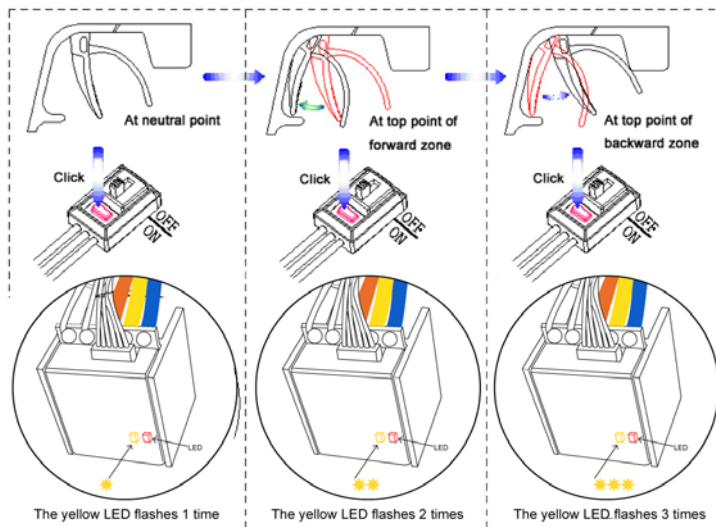 At neutral point
Click
OFF
ON
LED
The yellow LED flashes 1 time
At top point of
forward zone
Click
OFF
ON
LED
The yellow LED flashes 2 times
At top point of
backward zone
Click
OFF
ON
LED
The yellow LED flashes 3 times